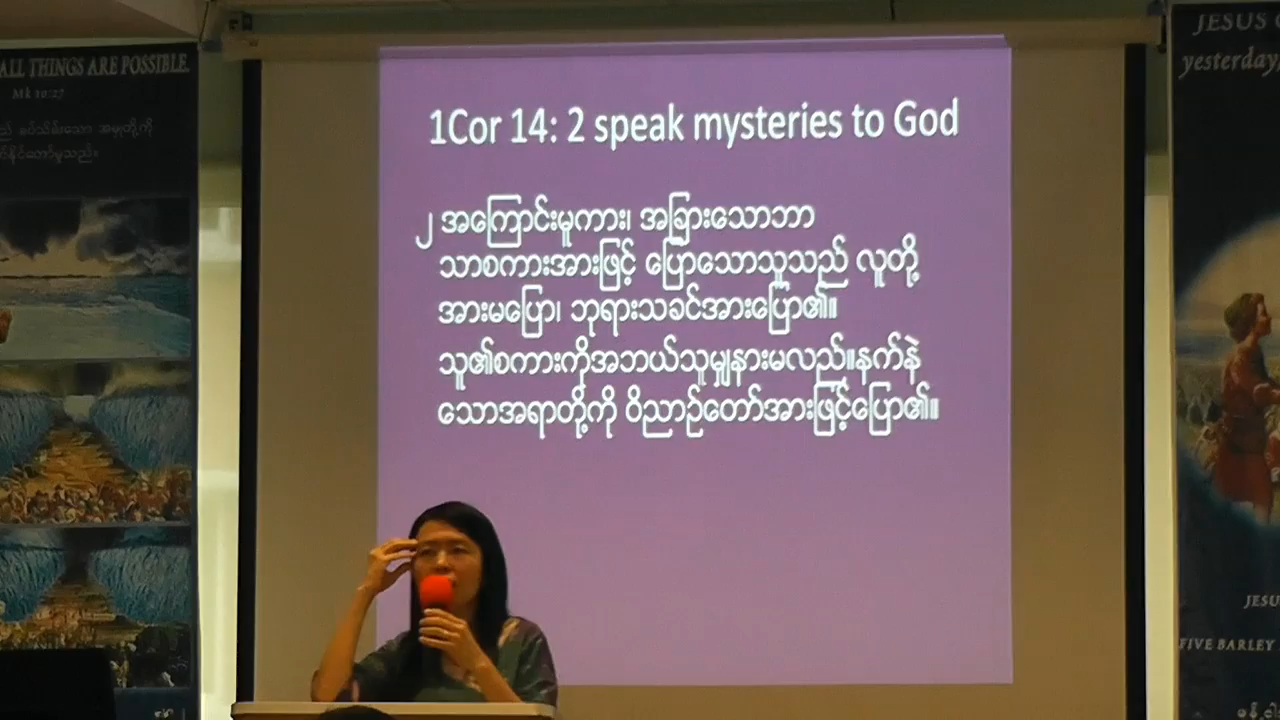 ALL THINGS ARE POSSIBLE.
Mk 10:27
1Cor 14: 2 speak mysteries to God
၂ အကြောင်းမူကား၊ အခြားသောဘာ
သာစကားအားဖြင့် ပြောသောသူသည် လူတို့
အားမပြော၊ ဘုရားသခင်အားပြော၏။
သူ၏စကားကိုအဘယ်သူမျှနားမလည်။နက်နဲ
သောအရာတို့ကို ဝိညာဉ်တော်အားဖြင့်ပြော၏။
JESUS
yesterday,
JESU
FIVE BARLEY